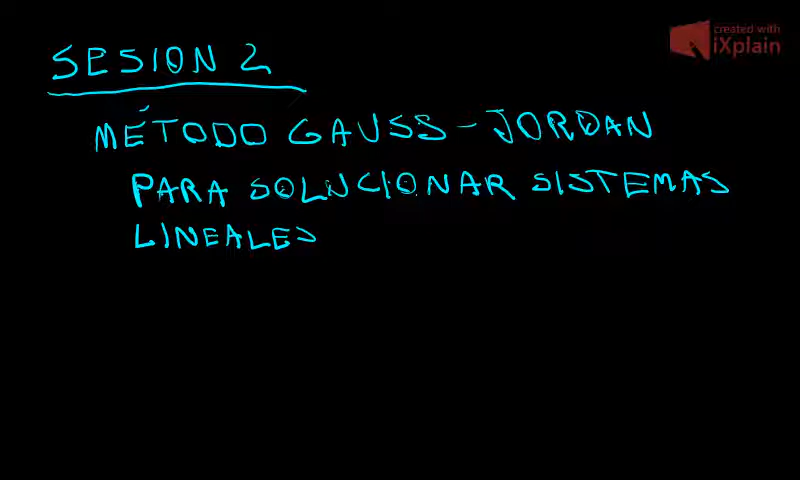 created with
iXplain
SESION 2
MÉTODO GAUSS-JORDAN
PARA SOLUCIONAR SISTEMAS
LINEALES